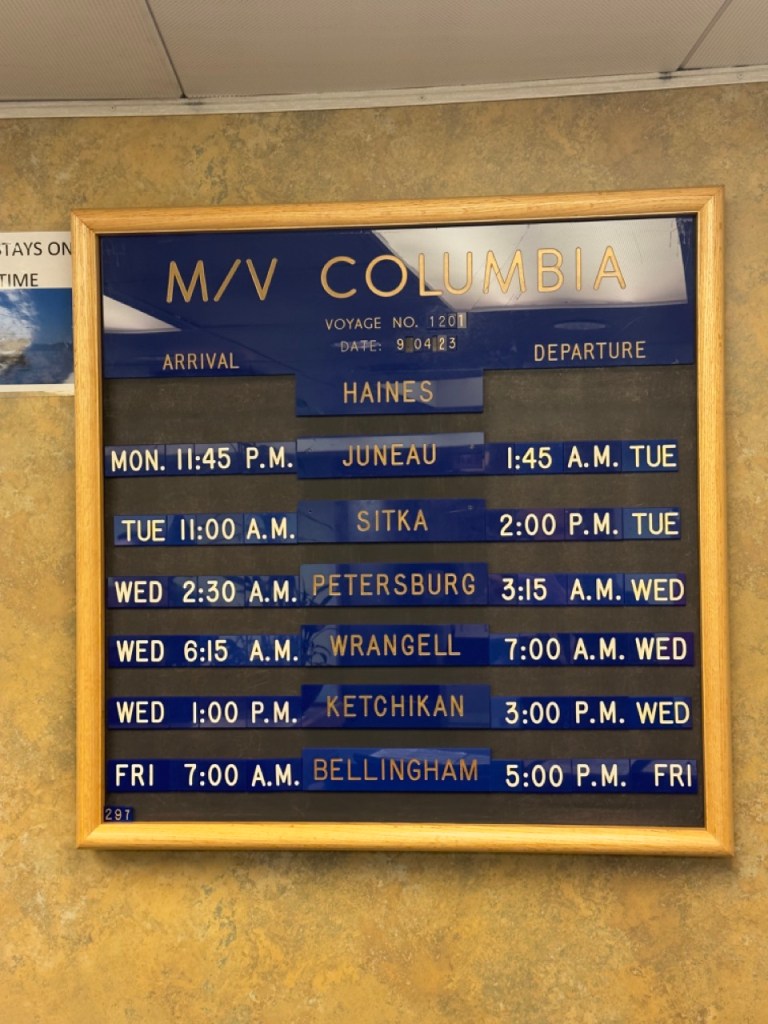 STAYS ON
TIME
M/V COLUMBIA
VOYAGE NO. 1201
DATE: 9 04 23
ARRIVAL DEPARTURE
HAINES
MON. 11:45 P.M. JUNEAU 1:45 A.M. TUE
TUE 11:00 A.M. SITKA 2:00 P.M. TUE
WED 2:30 A.M. PETERSBURG 3:15 A.M. WED
WED 6:15 A.M. WRANGELL 7:00 A.M. WED
WED 1:00 P.M. KETCHIKAN 3:00 P.M. WED
FRI 7:00 A.M. BELLINGHAM 5:00 P.M. FRI
297